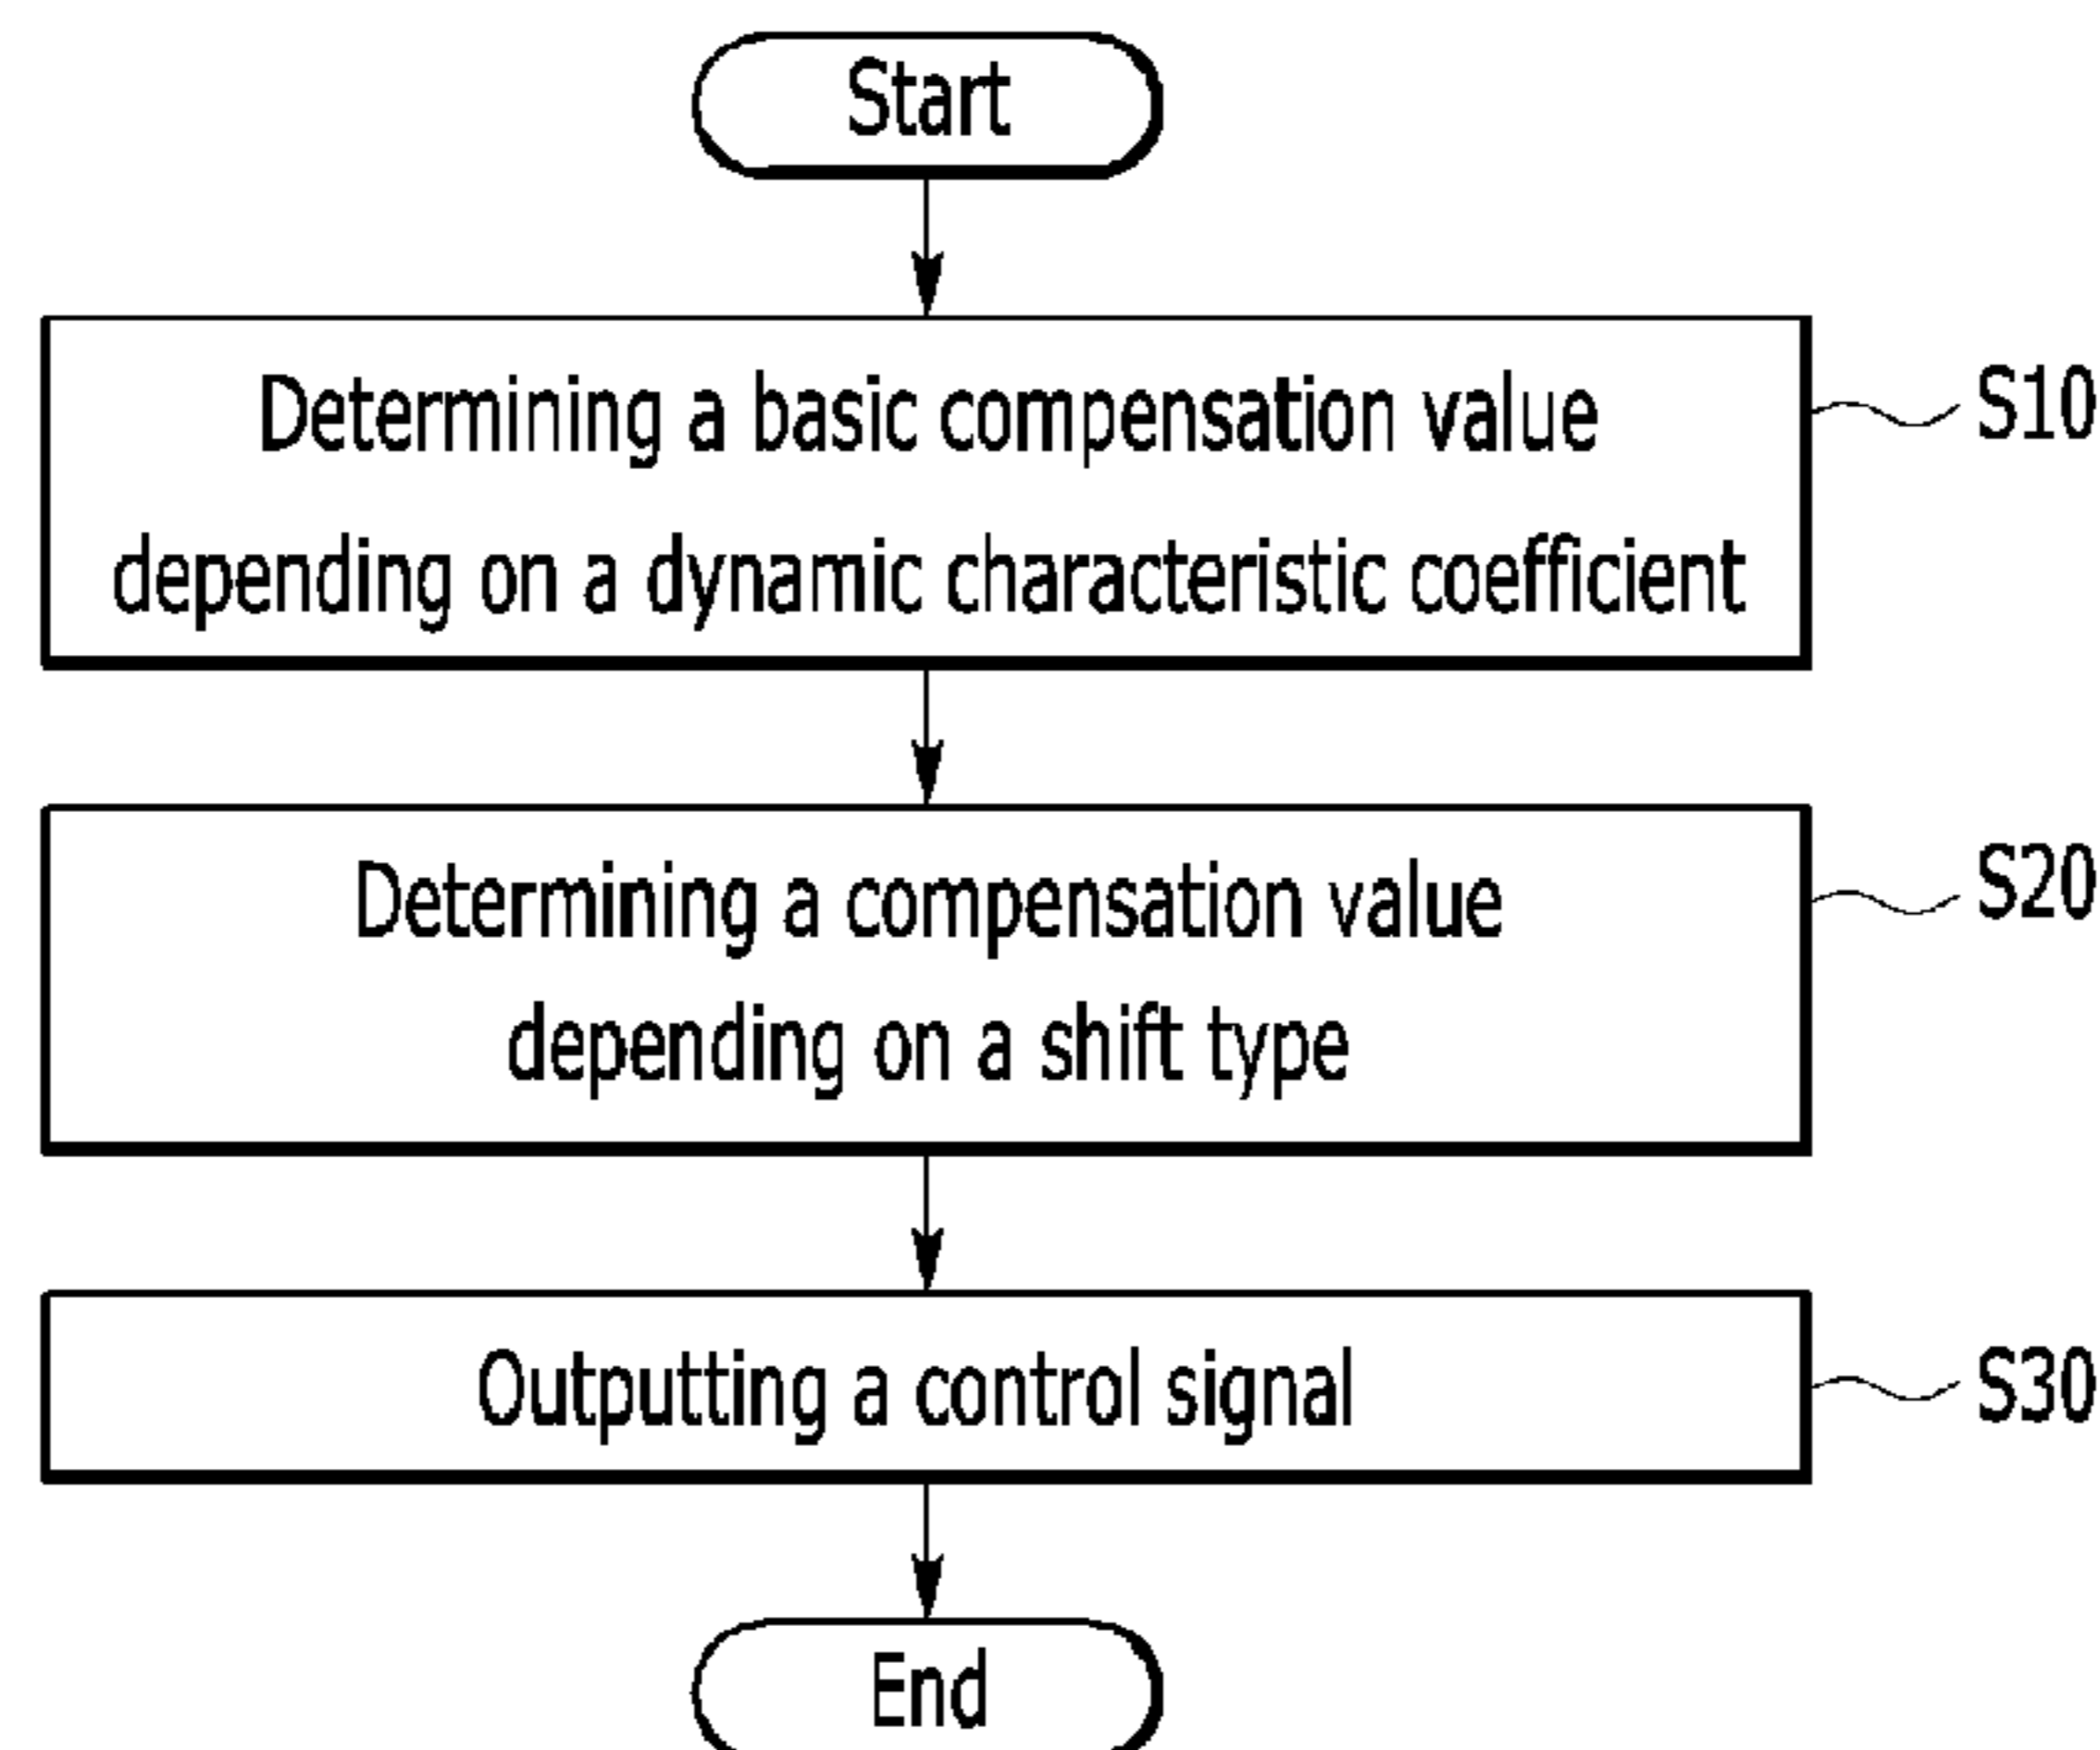 Start
Determining a basic compensation value
depending on a dynamic characteristic coefficient
S10
Determining a compensation value
depending on a shift type
S20
Outputting a control signal
S30
End